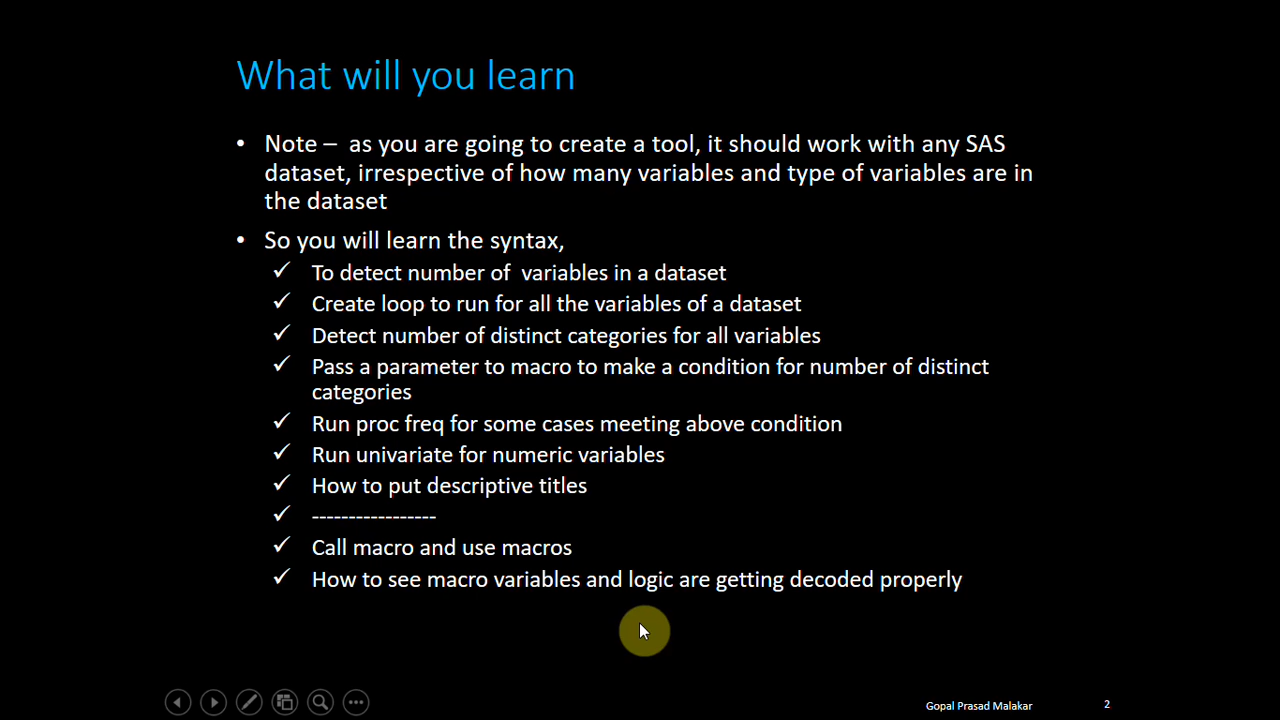 What will you learn
• Note – as you are going to create a tool, it should work with any SAS
dataset, irrespective of how many variables and type of variables are in
the dataset
• So you will learn the syntax,
✓ To detect number of variables in a dataset
✓ Create loop to run for all the variables of a dataset
✓ Detect number of distinct categories for all variables
✓ Pass a parameter to macro to make a condition for number of distinct
categories
✓ Run proc freq for some cases meeting above condition
✓ Run univariate for numeric variables
✓ How to put descriptive titles
✓ -----------------
✓ Call macro and use macros
✓ How to see macro variables and logic are getting decoded properly
Gopal Prasad Malakar
2